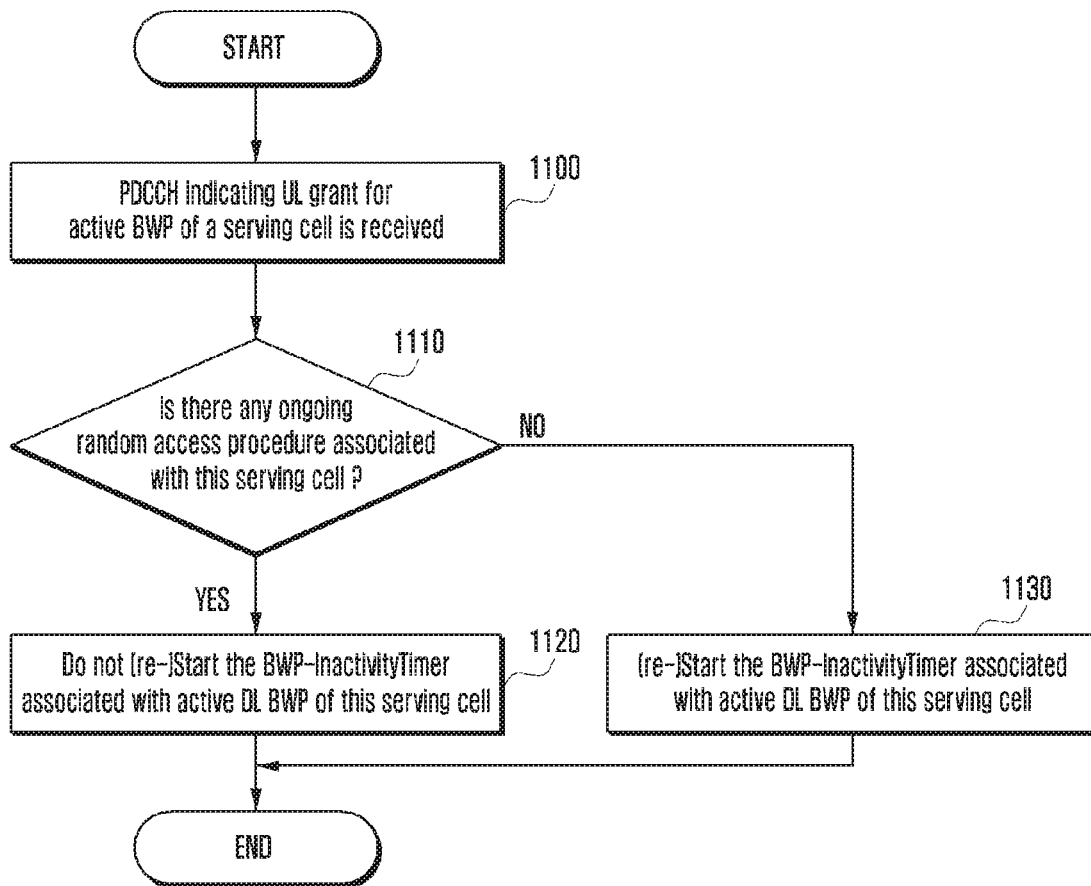 START
1100
PDCCH indicating UL grant for
active BWP of a serving cell is received
1110
is there any ongoing
random access procedure associated
with this serving cell ?
NO
YES
1120
Do not (re-)Start the BWP-InactivityTimer
associated with active DL BWP of this serving cell
1130
(re-)Start the BWP-InactivityTimer associated
with active DL BWP of this serving cell
END